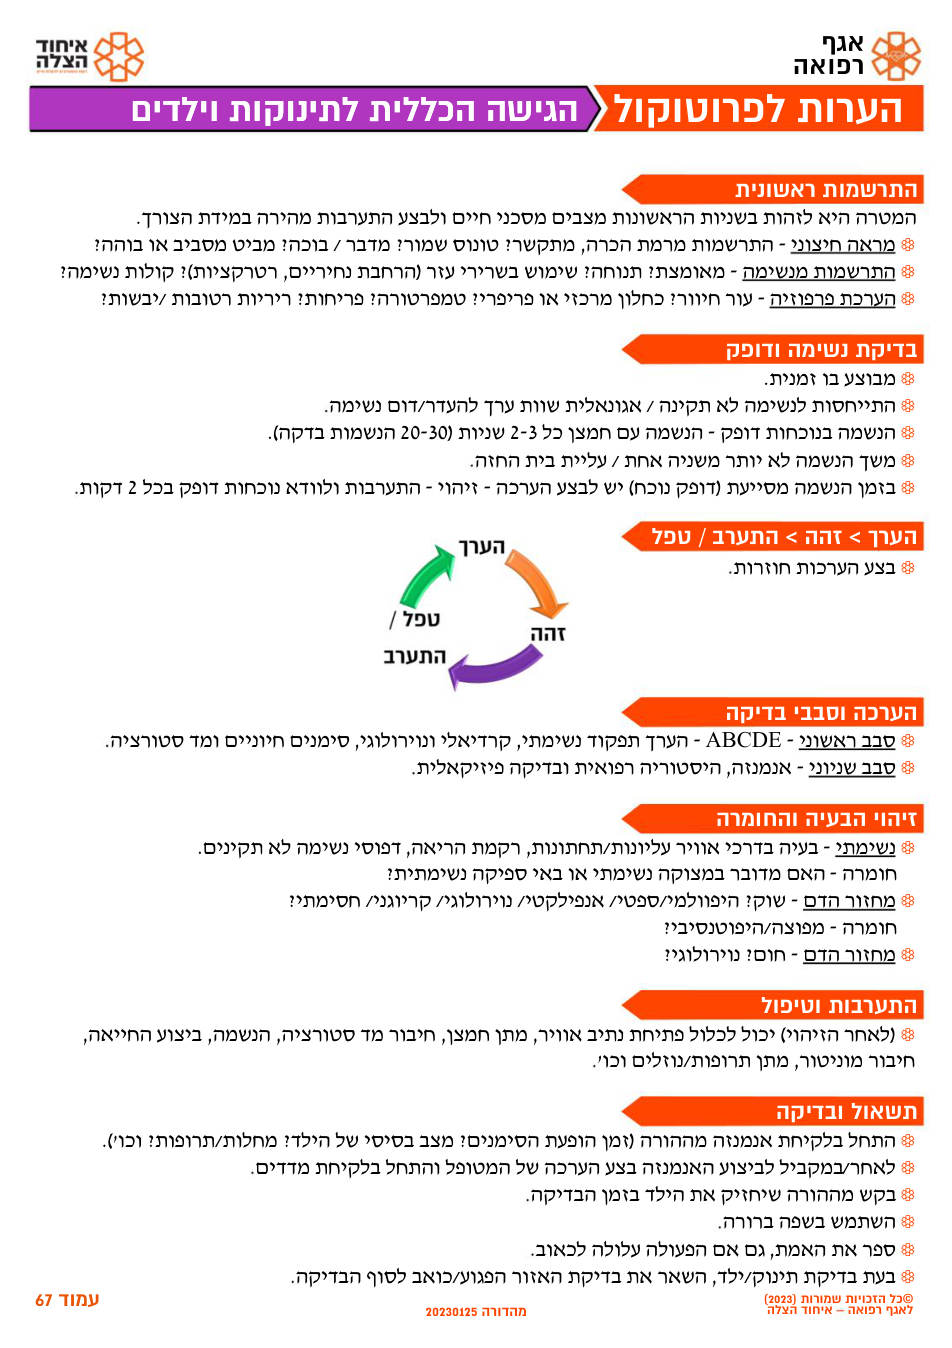 איחוד
הצלה
אגף
רפואה
הערות לפרוטוקול
הגישה הכללית לתינוקות וילדים
התרשמות ראשונית
המטרה היא לזהות בשניות הראשונות מצבים מסכני חיים ולבצע התערבות מהירה במידת הצורך.
מראה חיצוני - התרשמות מרמת הכרה, מתקשר? טונוס שמור? מדבר / בוכה? מביט מסביב או בוהה?
התרשמות מנשימה - מאומצת? תנוחה? שימוש בשרירי עזר (הרחבת נחיריים, רטרקציות)? קולות נשימה?
הערכת פרפוזיה - עור חיוור? כחלון מרכזי או פריפרי? טמפרטורה? פריחות? ריריות רטובות /יבשות?
בדיקת נשימה ודופק
מבוצע בו זמנית.
התייחסות לנשימה לא תקינה / אגונאלית שוות ערך להעדר/דום נשימה.
הנשמה בנוכחות דופק - הנשמה עם חמצן כל 2-3 שניות (20-30 הנשמות בדקה).
משך הנשמה לא יותר משניה אחת / עליית בית החזה.
בזמן הנשמה מסייעת (דופק נוכח) יש לבצע הערכה - זיהוי - התערבות ולוודא נוכחות דופק בכל 2 דקות.
הערך > זהה > התערב / טפל
בצע הערכות חוזרות.
הערך
זהה
טפל /
התערב
הערכה וסבבי בדיקה
סבב ראשוני - ABCDE - הערך תפקוד נשימתי, קרדיאלי ונוירולוגי, סימנים חיוניים ומד סטורציה.
סבב שניוני - אנמנזה, היסטוריה רפואית ובדיקה פיזיקאלית.
זיהוי הבעיה והחומרה
נשימתי - בעיה בדרכי אוויר עליונות/תחתונות, רקמת הריאה, דפוסי נשימה לא תקינים.
חומרה - האם מדובר במצוקה נשימתי או באי ספיקה נשימתית?
מחזור הדם - שוק? היפוולמי/ספטי/ אנפילקטי/ נוירולוגי/ קריוגני/ חסימתי?
חומרה - מפוצה/היפוטנסיבי?
מחזור הדם - חום? נוירולוגי?
התערבות וטיפול
(לאחר הזיהוי) יכול לכלול פתיחת נתיב אוויר, מתן חמצן, חיבור מד סטורציה, הנשמה, ביצוע החייאה,
חיבור מוניטור, מתן תרופות/נוזלים וכו'.
תשאול ובדיקה
התחל בלקיחת אנמנזה מההורה (זמן הופעת הסימנים? מצב בסיסי של הילד? מחלות/תרופות? וכו').
לאחר/במקביל לביצוע האנמנזה בצע הערכה של המטופל והתחל בלקיחת מדדים.
בקש מההורה שיחזיק את הילד בזמן הבדיקה.
השתמש בשפה ברורה.
ספר את האמת, גם אם הפעולה עלולה לכאוב.
בעת בדיקת תינוק/ילד, השאר את בדיקת האזור הפגוע/כואב לסוף הבדיקה.
©כל הזכויות שמורות (2023)
לאגף רפואה – איחוד הצלה
מהדורה 20230125
עמוד 67